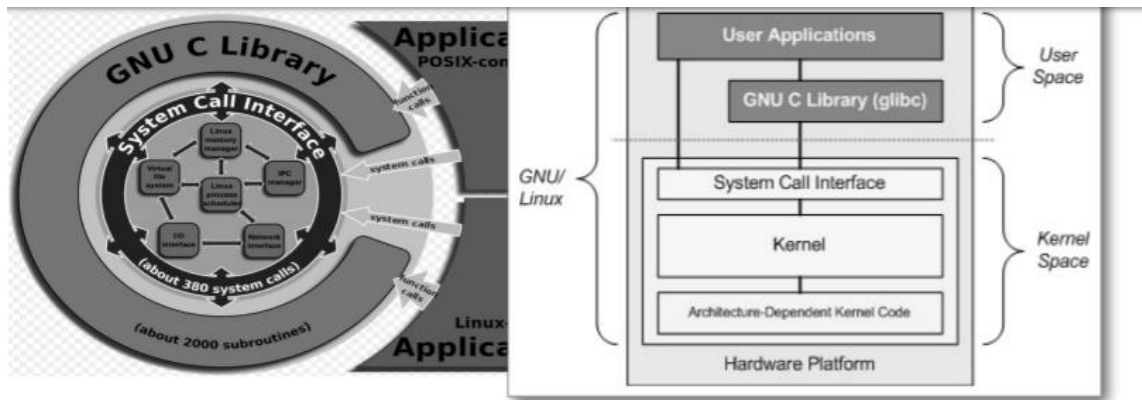 GNU C Library
System Call Interface
Linux
memory
manager
Virtual
file
system
IPC
manager
Linux
process
scheduler
I/O
interface
Network
interface
(about 380 system calls)
(about 2000 subroutines)
Applica
POSIX-con
function
calls
system calls
system calls
function
calls
Linux-
Applica
User Applications
GNU C Library (glibc)
User
Space
GNU/
Linux
System Call Interface
Kernel
Architecture-Dependent Kernel Code
Kernel
Space
Hardware Platform